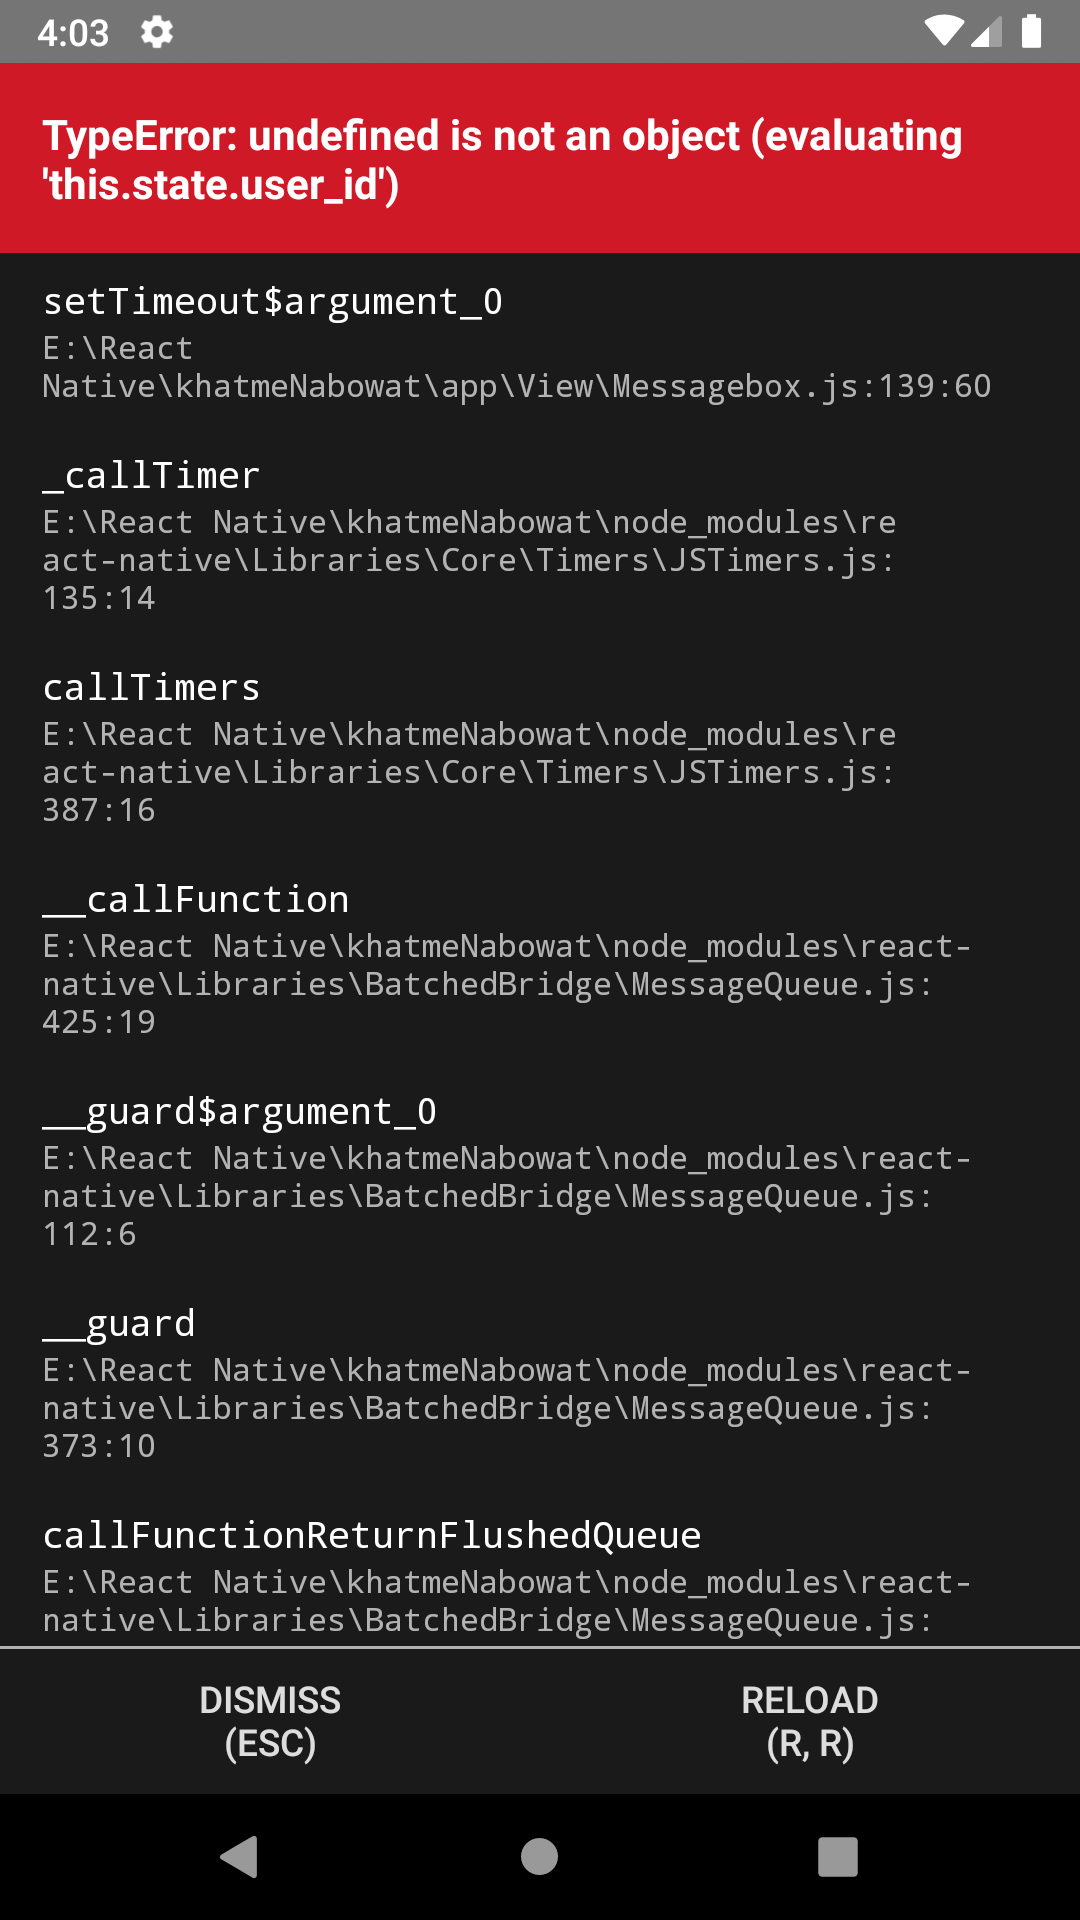 4:03
TypeError: undefined is not an object (evaluating
'this.state.user_id')
setTimeout$argument_0
E:\React
Native\khatmeNabowat\app\View\Messagebox.js:139:60
_callTimer
E:\React Native\khatmeNabowat\node_modules\re
act-native\Libraries\Core\Timers\JSTimers.js:
135:14
callTimers
E:\React Native\khatmeNabowat\node_modules\re
act-native\Libraries\Core\Timers\JSTimers.js:
387:16
__callFunction
E:\React Native\khatmeNabowat\node_modules\react-
native\Libraries\BatchedBridge\MessageQueue.js:
425:19
__guard$argument_0
E:\React Native\khatmeNabowat\node_modules\react-
native\Libraries\BatchedBridge\MessageQueue.js:
112:6
__guard
E:\React Native\khatmeNabowat\node_modules\react-
native\Libraries\BatchedBridge\MessageQueue.js:
373:10
callFunctionReturnFlushedQueue
E:\React Native\khatmeNabowat\node_modules\react-
native\Libraries\BatchedBridge\MessageQueue.js:
DISMISS
(ESC)
RELOAD
(R, R)